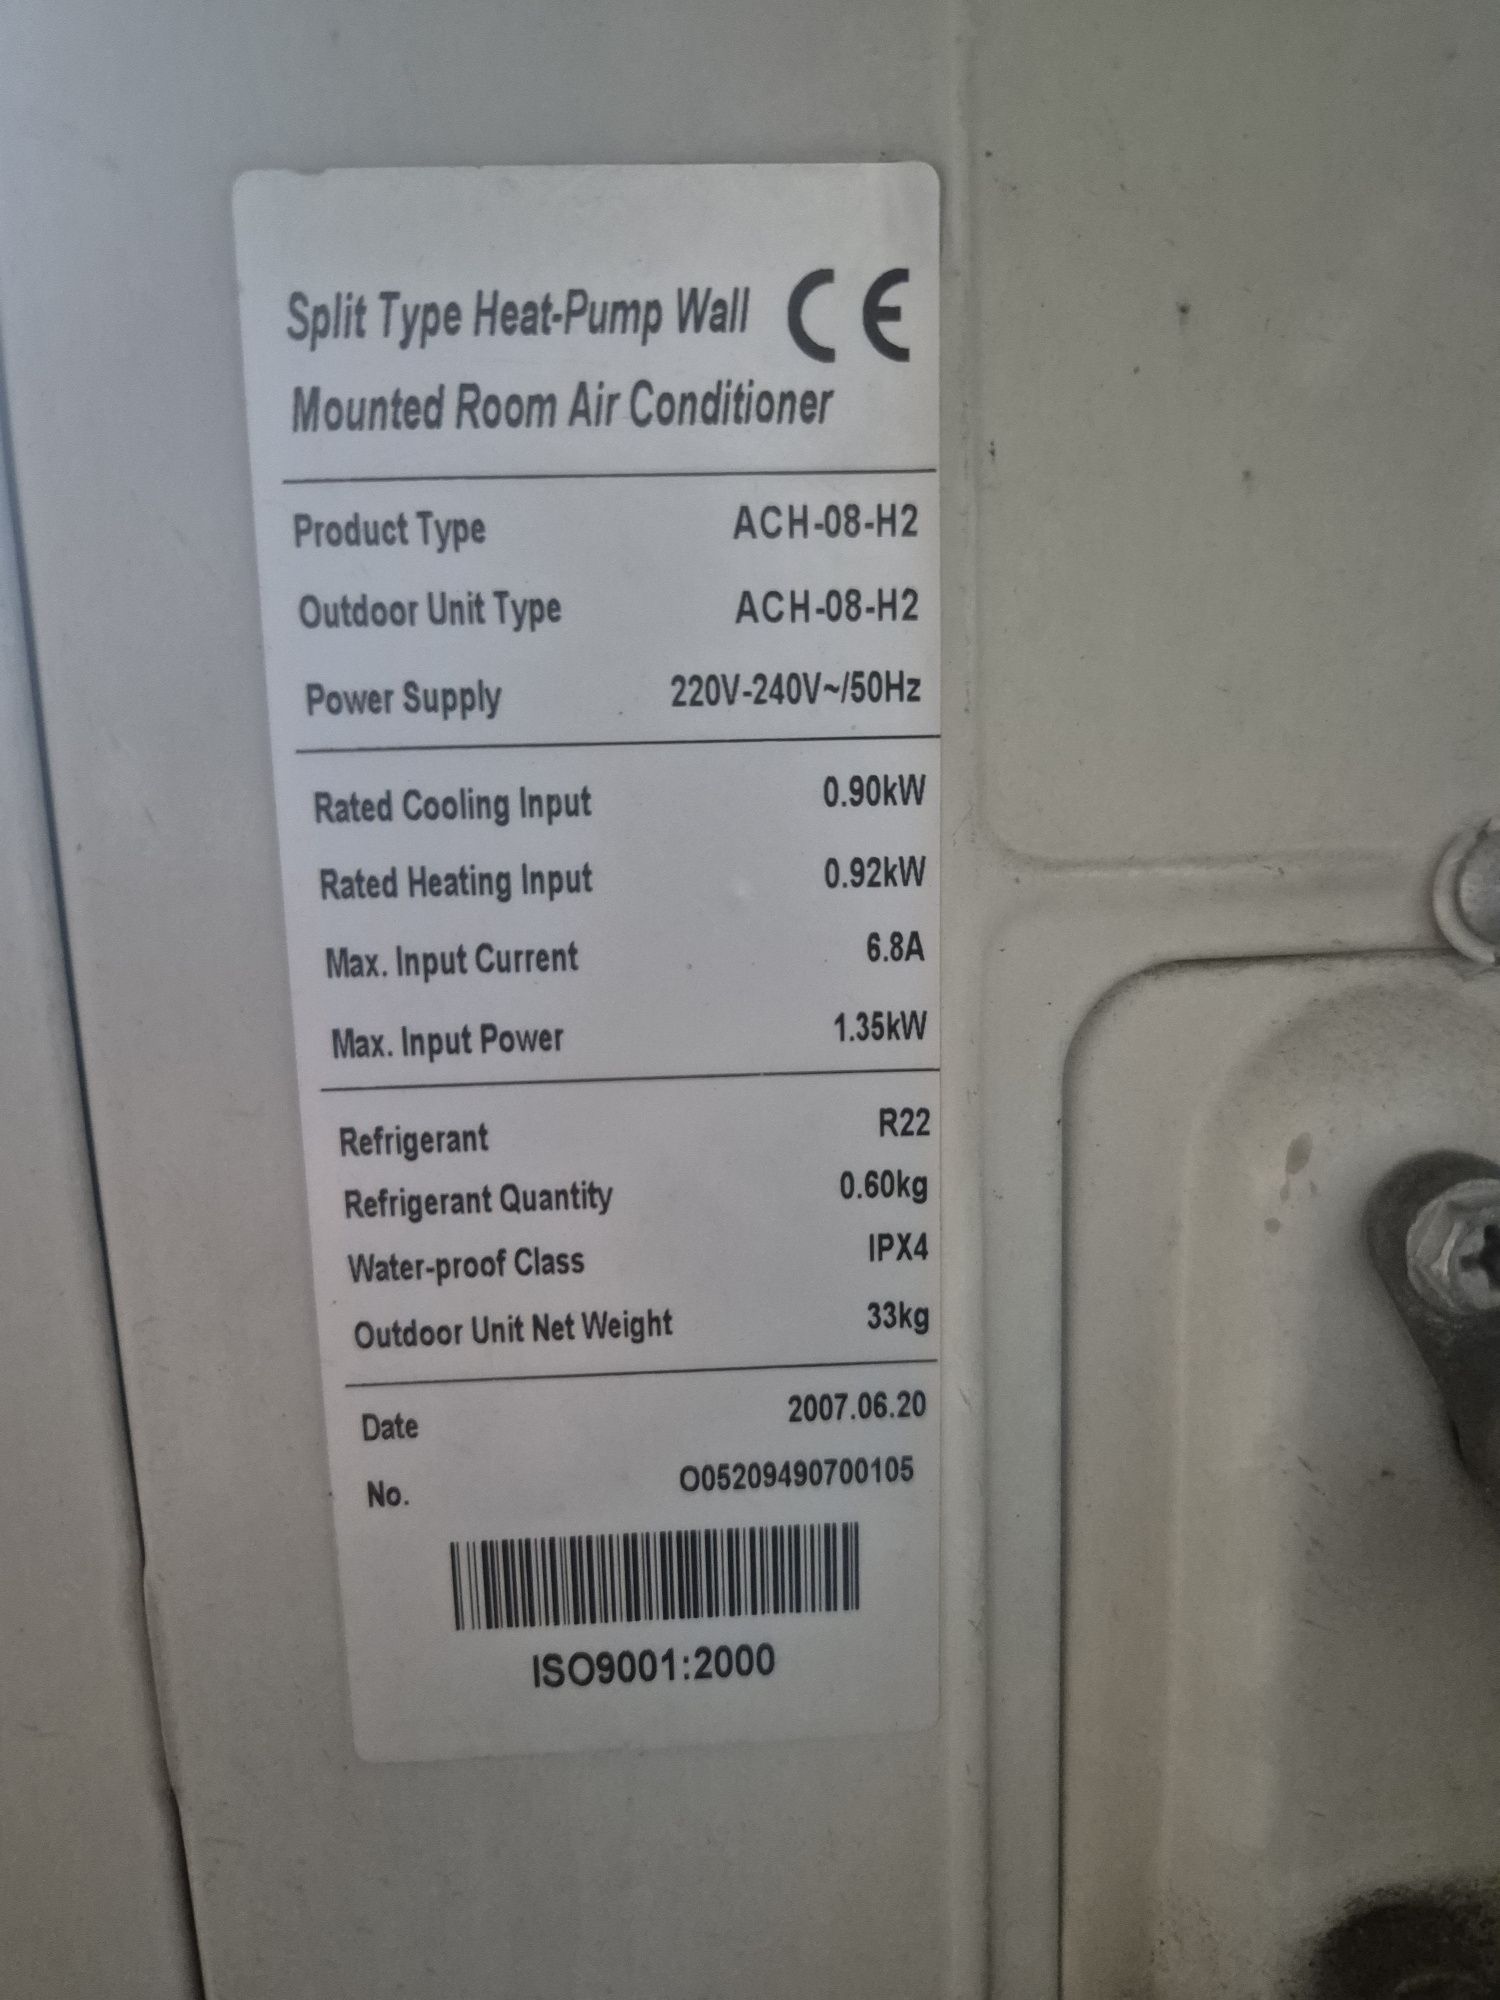 Split Type Heat-Pump Wall CE
Mounted Room Air Conditioner
Product Type ACH-08-H2
Outdoor Unit Type ACH-08-H2
Power Supply 220V-240V~/50Hz
Rated Cooling Input 0.90kW
Rated Heating Input 0.92kW
Max. Input Current 6.8A
Max. Input Power 1.35kW
Refrigerant R22
Refrigerant Quantity 0.60kg
Water-proof Class IPX4
Outdoor Unit Net Weight 33kg
Date 2007.06.20
No. O05209490700105
ISO9001:2000